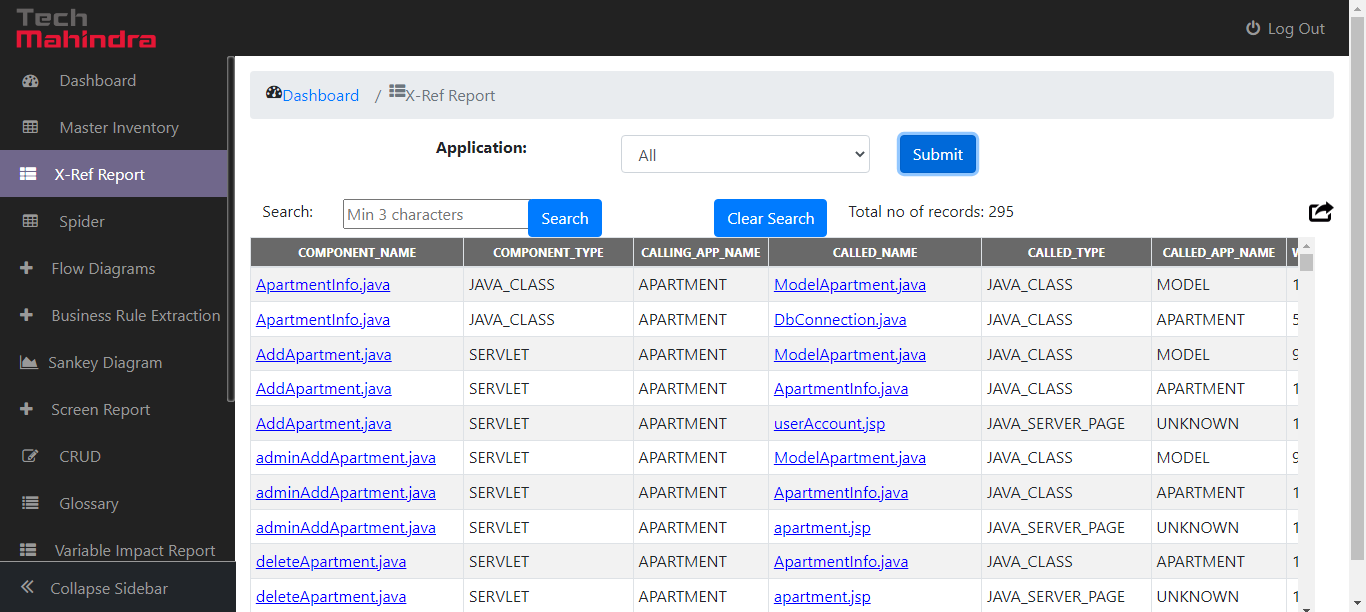 Tech
Mahindra
Log Out
Dashboard
Master Inventory
X-Ref Report
Spider
Flow Diagrams
Business Rule Extraction
Sankey Diagram
Screen Report
CRUD
Glossary
Variable Impact Report
Collapse Sidebar
Dashboard / X-Ref Report
Application: All Submit
Search: Min 3 characters Search Clear Search Total no of records: 295
COMPONENT_NAME COMPONENT_TYPE CALLING_APP_NAME CALLED_NAME CALLED_TYPE CALLED_APP_NAME
ApartmentInfo.java JAVA_CLASS APARTMENT ModelApartment.java JAVA_CLASS MODEL 1
ApartmentInfo.java JAVA_CLASS APARTMENT DbConnection.java JAVA_CLASS APARTMENT 5
AddApartment.java SERVLET APARTMENT ModelApartment.java JAVA_CLASS MODEL 9
AddApartment.java SERVLET APARTMENT ApartmentInfo.java JAVA_CLASS APARTMENT 1
AddApartment.java SERVLET APARTMENT userAccount.jsp JAVA_SERVER_PAGE UNKNOWN 1
adminAddApartment.java SERVLET APARTMENT ModelApartment.java JAVA_CLASS MODEL 9
adminAddApartment.java SERVLET APARTMENT ApartmentInfo.java JAVA_CLASS APARTMENT 1
adminAddApartment.java SERVLET APARTMENT apartment.jsp JAVA_SERVER_PAGE UNKNOWN 1
deleteApartment.java SERVLET APARTMENT ApartmentInfo.java JAVA_CLASS APARTMENT 1
deleteApartment.java SERVLET APARTMENT apartment.jsp JAVA_SERVER_PAGE UNKNOWN 1